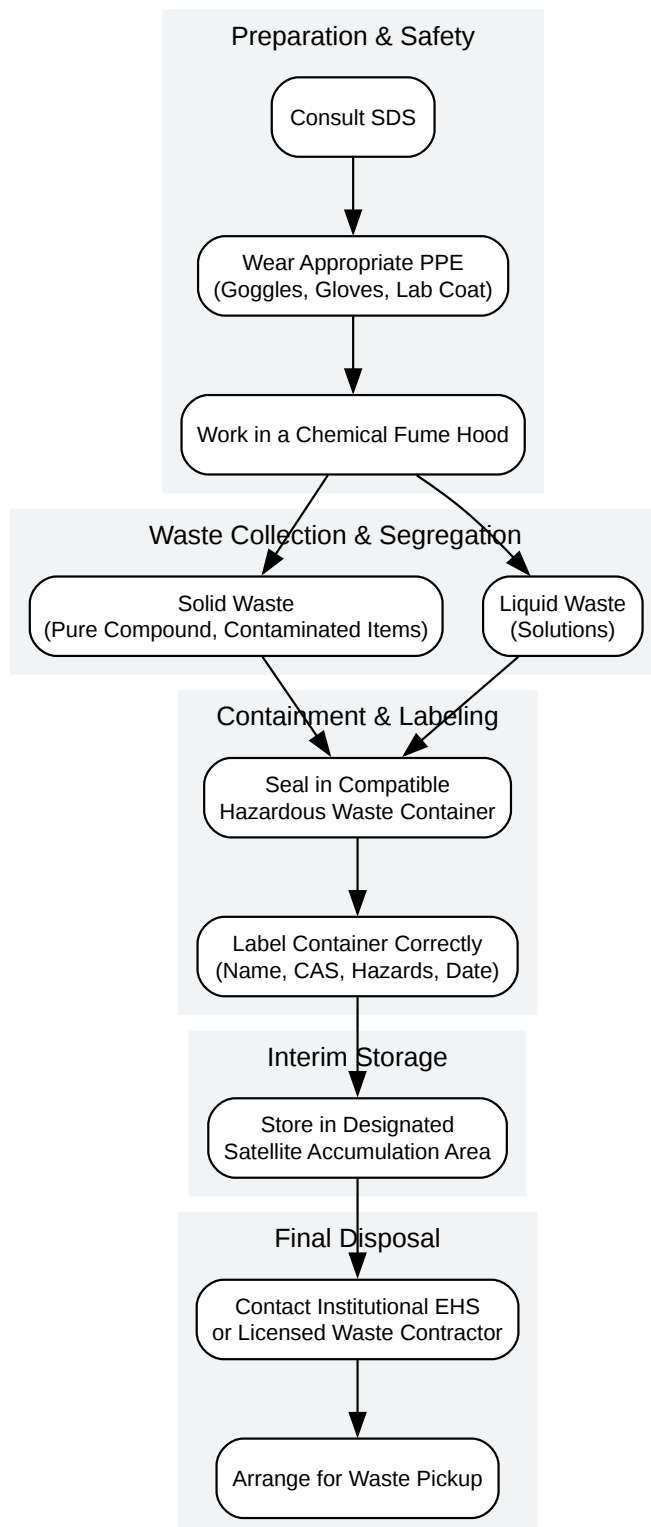 Preparation & Safety
Consult SDS
Wear Appropriate PPE
(Goggles, Gloves, Lab Coat)
Work in a Chemical Fume Hood
Waste Collection & Segregation
Solid Waste
(Pure Compound, Contaminated Items)
Liquid Waste
(Solutions)
Containment & Labeling
Seal in Compatible
Hazardous Waste Container
Label Container Correctly
(Name, CAS, Hazards, Date)
Interim Storage
Store in Designated
Satellite Accumulation Area
Final Disposal
Contact Institutional EHS
or Licensed Waste Contractor
Arrange for Waste Pickup